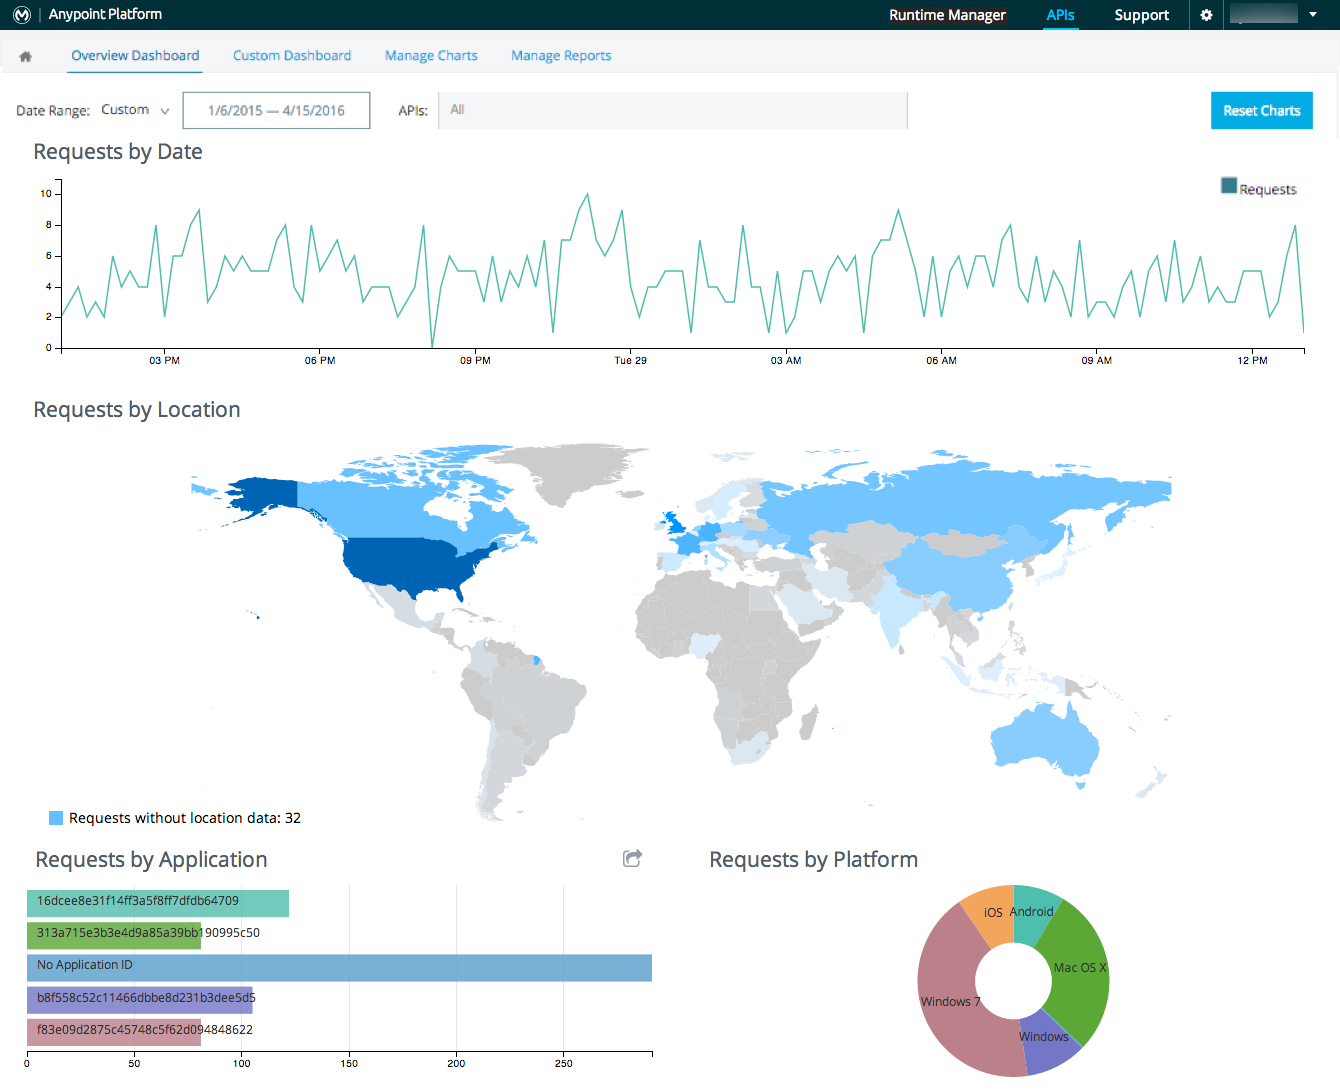 Anypoint Platform
Runtime Manager
APIs
Support
Overview Dashboard
Custom Dashboard
Manage Charts
Manage Reports
Date Range:
Custom
1/6/2015 — 4/15/2016
APIs:
All
Reset Charts
Requests by Date
Requests
10
8
6
4
2
0
03 PM
06 PM
09 PM
Tue 29
03 AM
06 AM
09 AM
12 PM
Requests by Location
Requests without location data: 32
Requests by Application
16dcee8e31f14ff3a5f8ff7dfdb64709
313a715e3b3e4d9a85a39bb190995c50
No Application ID
b8f558c52c11466dbbe8d231b3dee5d5
f83e09d2875c45748c5f62d094848622
0
50
100
150
200
250
Requests by Platform
iOS
Android
Mac OS X
Windows 7
Windows